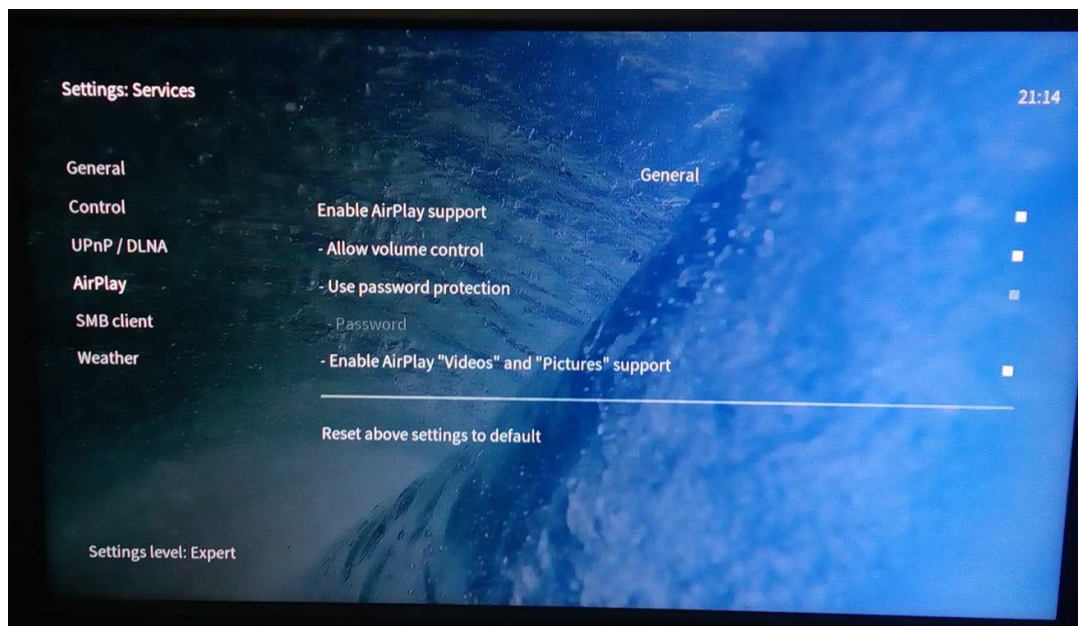 Settings: Services
21:14
General
Control
UPnP / DLNA
AirPlay
SMB client
Weather
General
Enable AirPlay support
- Allow volume control
- Use password protection
- Password
- Enable AirPlay "Videos" and "Pictures" support
Reset above settings to default
Settings level: Expert